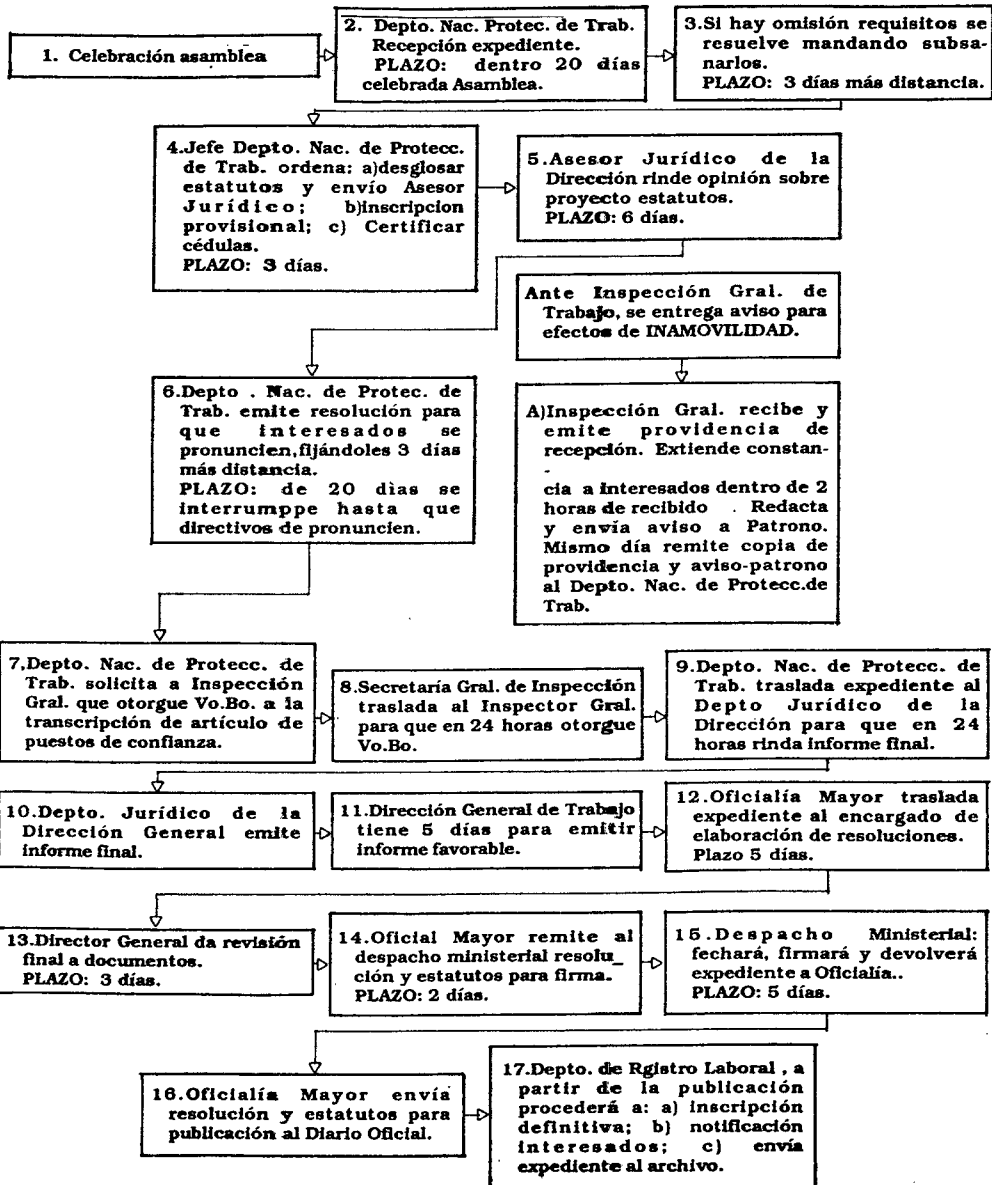 1. Celebración asamblea
2. Depto. Nac. Protec. de Trab.
Recepción expediente.
PLAZO: dentro 20 días
celebrada Asamblea.
3.Si hay omisión requisitos se
resuelve mandando subsa-
narlos.
PLAZO: 3 días más distancia.
4.Jefe Depto. Nac. de Protecc.
de Trab. ordena: a)desglosar
estatutos y envío Asesor
Jurídico; b)inscripcion
provisional; c) Certificar
cédulas.
PLAZO: 3 días.
5.Asesor Jurídico de la
Dirección rinde opinión sobre
proyecto estatutos.
PLAZO: 6 días.
Ante Inspección Gral. de
Trabajo, se entrega aviso para
efectos de INAMOVILIDAD.
6.Depto . Nac. de Protec. de
Trab. emite resolución para
que interesados se
pronuncien,fijándoles 3 días
más distancia.
PLAZO: de 20 dìas se
interrumppe hasta que
directivos de pronuncien.
A)Inspección Gral. recibe y
emite providencia de
recepción. Extiende constan-
-
cia a interesados dentro de 2
horas de recibido . Redacta
y envía aviso a Patrono.
Mismo día remite copia de
providencia y aviso-patrono
al Depto. Nac. de Protecc.de
Trab.
7,Depto. Nac. de Protecc. de
Trab. solicita a Inspección
Gral. que otorgue Vo.Bo. a la
transcripción de artículo de
puestos de confianza.
8.Secretaría Gral. de Inspección
traslada al Inspector Gral.
para que en 24 horas otorgue
Vo.Bo.
9.Depto. Nac. de Protecc. de
Trab. traslada expediente al
Depto Jurídico de la
Dirección para que en 24
horas rinda informe final.
10.Depto. Jurídico de la
Dirección General emite
informe final.
11.Dirección General de Trabajo
tiene 5 días para emitir
informe favorable.
12.Oficialía Mayor traslada
expediente al encargado de
elaboración de resoluciones.
Plazo 5 días.
13.Director General da revisión
final a documentos.
PLAZO: 3 días.
14.Oficial Mayor remite al
despacho ministerial resolu_
ción y estatutos para firma.
PLAZO: 2 días.
15.Despacho Ministerial:
fechará, firmará y devolverá
expediente a Oficialía..
PLAZO: 5 días.
16.Oficialía Mayor envía
resolución y estatutos para
publicación al Diario Oficial.
17.Depto. de Rgistro Laboral , a
partir de la publicación
procederá a: a) inscripción
definitiva; b) notificación
interesados; c) envía
expediente al archivo.